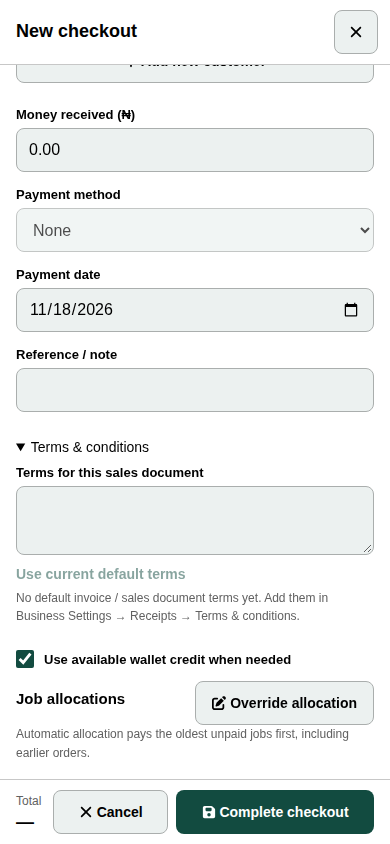 New checkout
Money received (₦)
0.00
Payment method
None
Payment date
11/18/2026
Reference / note
Terms & conditions
Terms for this sales document
Use current default terms
No default invoice / sales document terms yet. Add them in
Business Settings → Receipts → Terms & conditions.
Use available wallet credit when needed
Job allocations
Override allocation
Automatic allocation pays the oldest unpaid jobs first, including
earlier orders.
Total
—
Cancel
Complete checkout